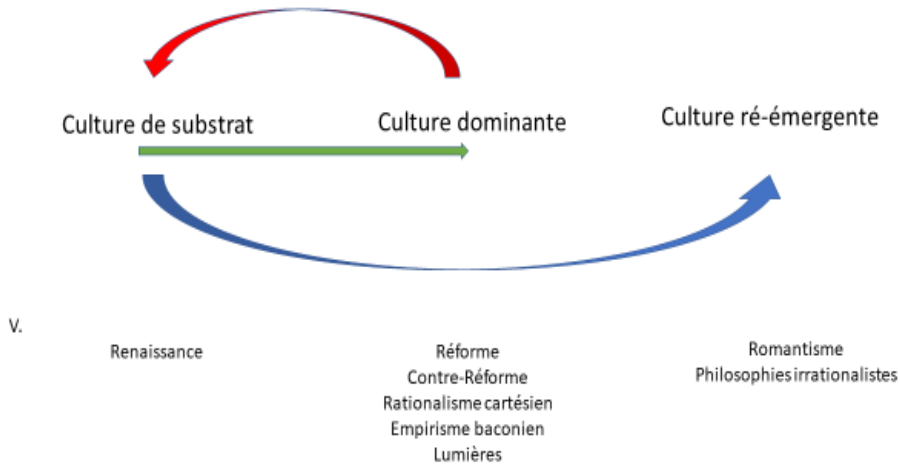 Culture de substrat
Culture dominante
Culture ré-émergente
V.
Renaissance
Réforme
Contre-Réforme
Rationalisme cartésien
Empirisme baconien
Lumières
Romantisme
Philosophies irrationalistes